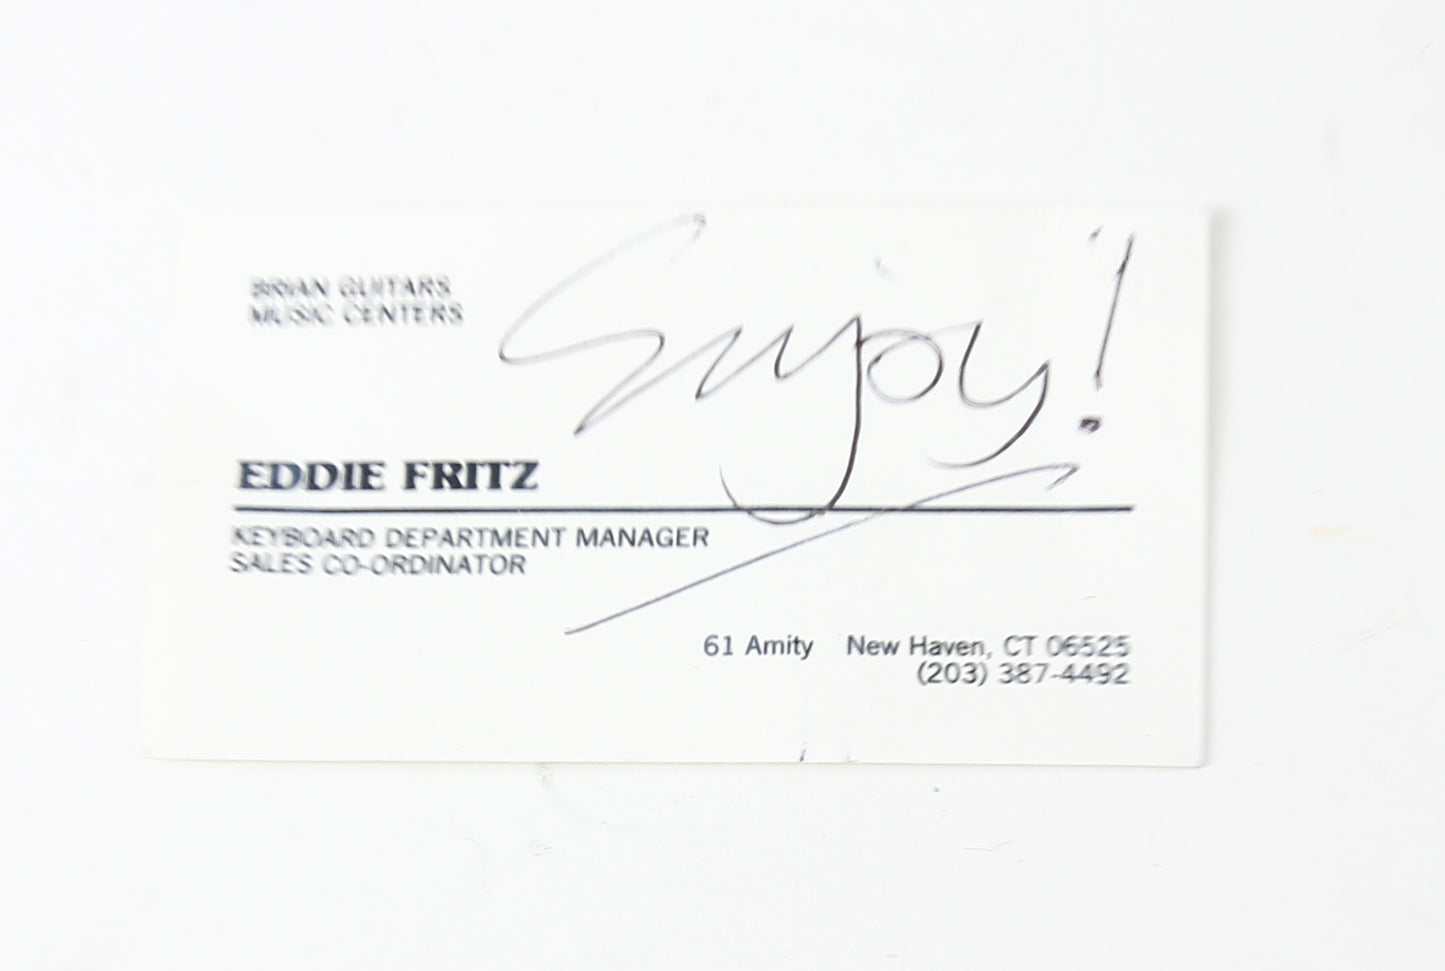 BRIAN GUITARS
MUSIC CENTERS
Enjoy!
EDDIE FRITZ
KEYBOARD DEPARTMENT MANAGER
SALES CO-ORDINATOR
61 Amity New Haven, CT 06525
(203) 387-4492